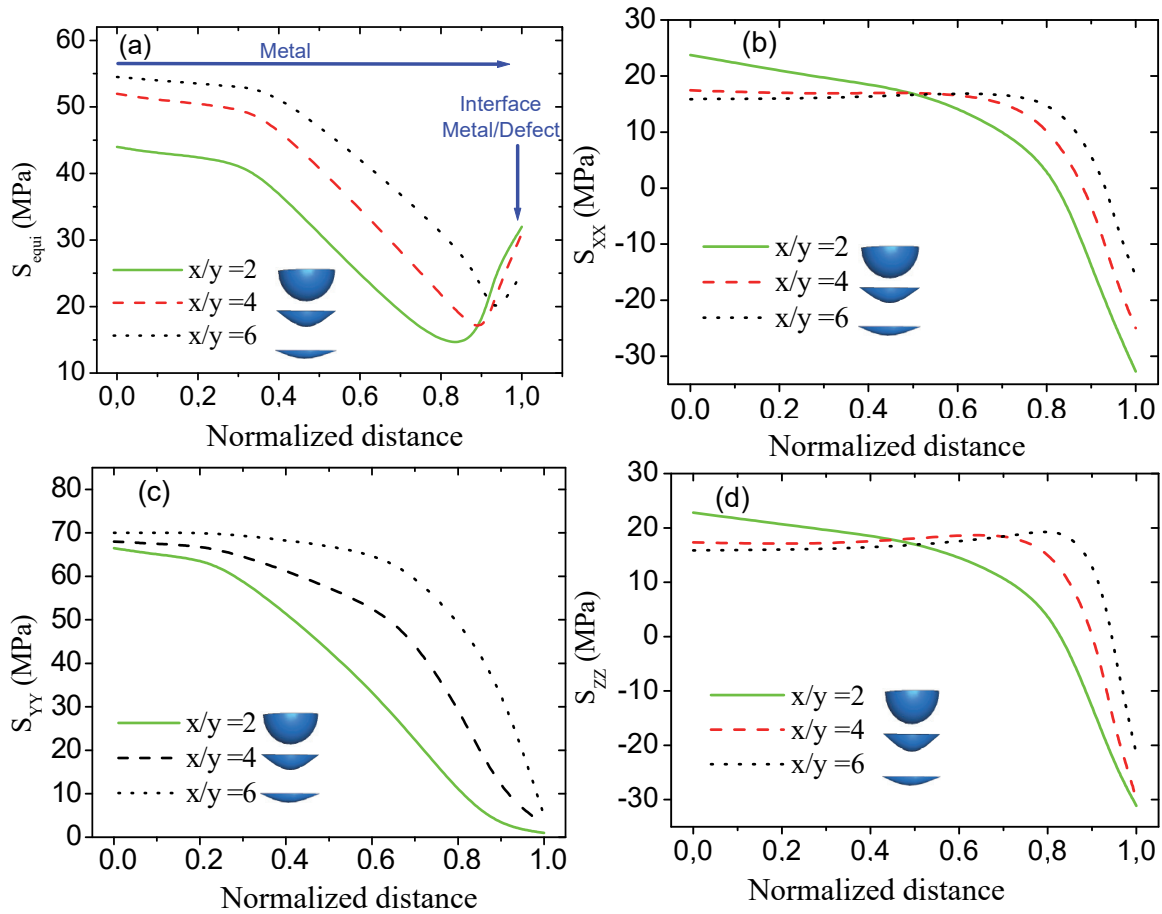 (a)
Metal
Interface
Metal/Defect
S_equi (MPa)
60
50
40
30
20
10
x/y =2
x/y =4
x/y =6
0,0 0,2 0,4 0,6 0,8 1,0
Normalized distance
(b)
S_XX (MPa)
30
20
10
0
-10
-20
-30
x/y =2
x/y =4
x/y =6
0.0 0.2 0.4 0.6 0.8 1.0
Normalized distance
(c)
S_YY (MPa)
80
70
60
50
40
30
20
10
0
x/y =2
x/y =4
x/y =6
0.0 0.2 0.4 0.6 0.8 1.0
Normalized distance
(d)
S_ZZ (MPa)
30
20
10
0
-10
-20
-30
x/y =2
x/y =4
x/y =6
0,0 0,2 0,4 0,6 0,8 1,0
Normalized distance